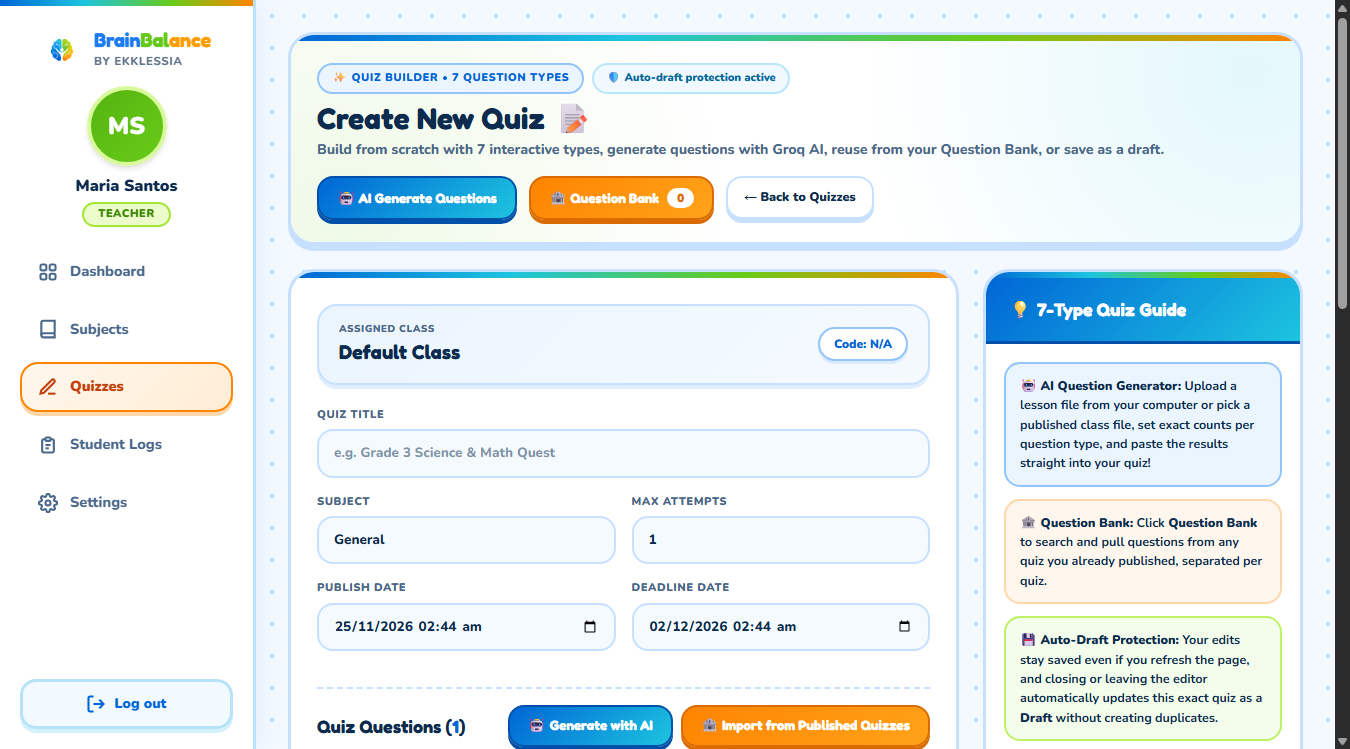 BrainBalance
BY EKKLESSIA
MS
Maria Santos
TEACHER
Dashboard
Subjects
Quizzes
Student Logs
Settings
Log out
QUIZ BUILDER • 7 QUESTION TYPES
Auto-draft protection active
Create New Quiz
Build from scratch with 7 interactive types, generate questions with Groq AI, reuse from your Question Bank, or save as a draft.
AI Generate Questions
Question Bank 0
← Back to Quizzes
ASSIGNED CLASS
Default Class
Code: N/A
QUIZ TITLE
e.g. Grade 3 Science & Math Quest
SUBJECT
General
MAX ATTEMPTS
1
PUBLISH DATE
25/11/2026 02:44 am
DEADLINE DATE
02/12/2026 02:44 am
Quiz Questions (1)
Generate with AI
Import from Published Quizzes
7-Type Quiz Guide
AI Question Generator: Upload a
lesson file from your computer or pick a
published class file, set exact counts per
question type, and paste the results
straight into your quiz!
Question Bank: Click Question Bank
to search and pull questions from any
quiz you already published, separated per
quiz.
Auto-Draft Protection: Your edits
stay saved even if you refresh the page,
and closing or leaving the editor
automatically updates this exact quiz as a
Draft without creating duplicates.